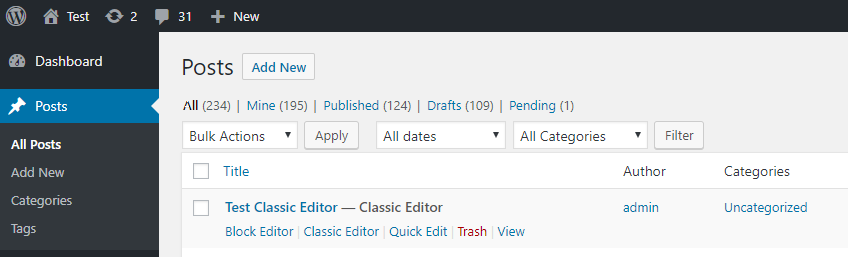 Test 2 31 New
Dashboard
Posts
All Posts
Add New
Categories
Tags
Posts Add New
All (234) | Mine (195) | Published (124) | Drafts (109) | Pending (1)
Bulk Actions Apply All dates All Categories Filter
Title Author Categories
Test Classic Editor — Classic Editor admin Uncategorized
Block Editor | Classic Editor | Quick Edit | Trash | View